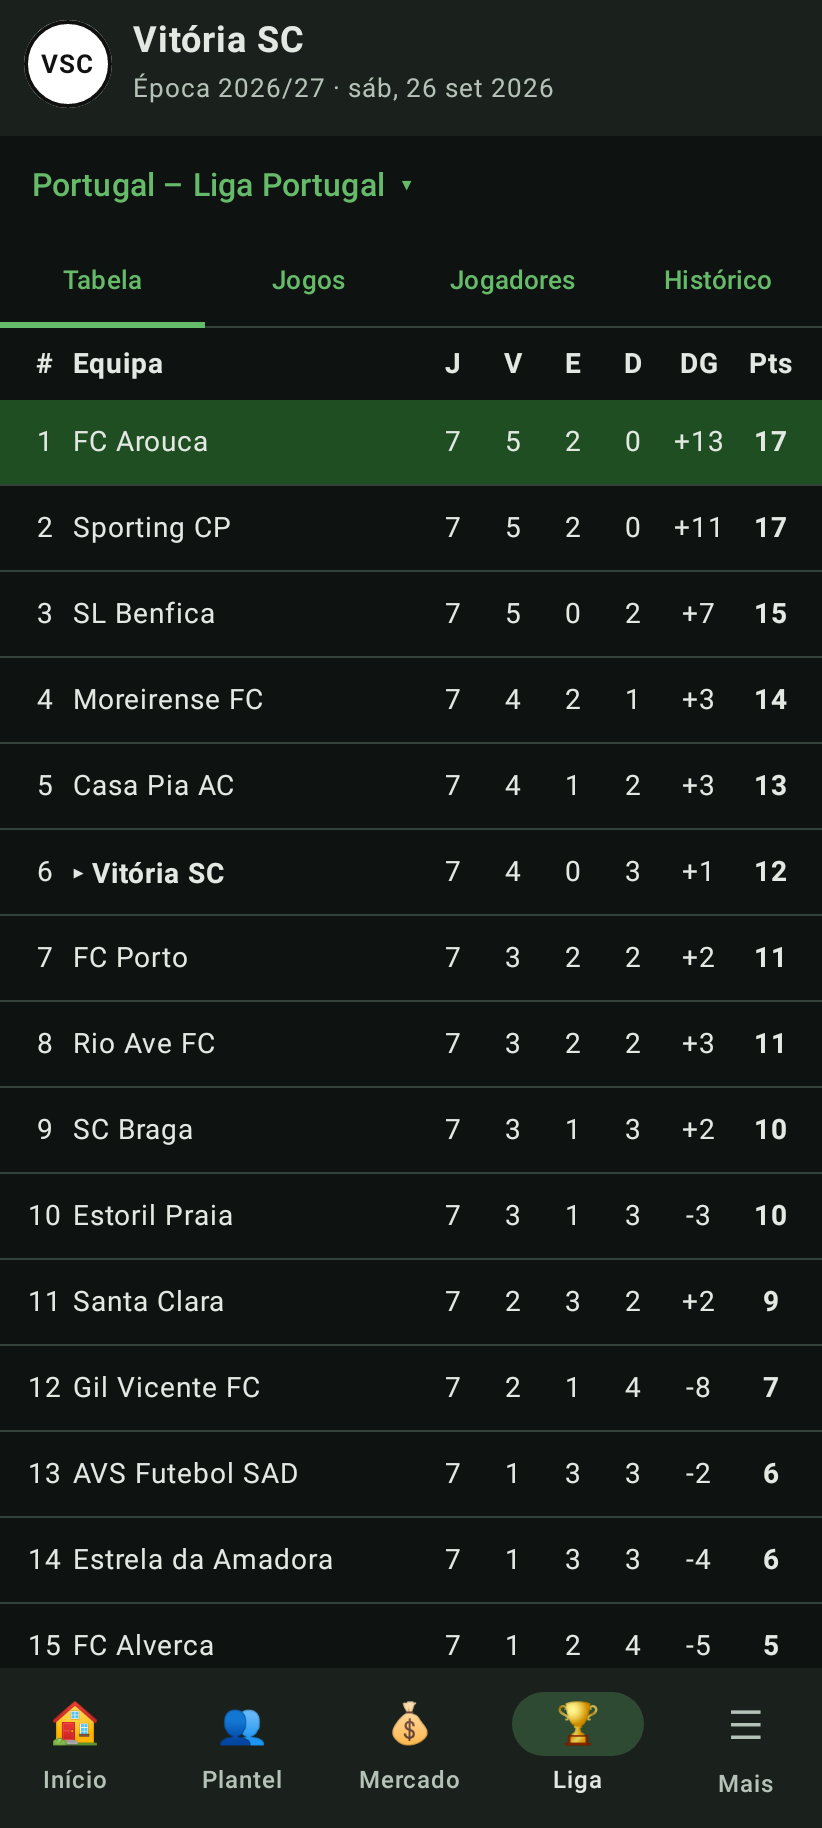 VSC
Vitória SC
Época 2026/27 · sáb, 26 set 2026
Portugal – Liga Portugal ▾
Tabela Jogos Jogadores Histórico
# Equipa J V E D DG Pts
1 FC Arouca 7 5 2 0 +13 17
2 Sporting CP 7 5 2 0 +11 17
3 SL Benfica 7 5 0 2 +7 15
4 Moreirense FC 7 4 2 1 +3 14
5 Casa Pia AC 7 4 1 2 +3 13
6 ▸ Vitória SC 7 4 0 3 +1 12
7 FC Porto 7 3 2 2 +2 11
8 Rio Ave FC 7 3 2 2 +3 11
9 SC Braga 7 3 1 3 +2 10
10 Estoril Praia 7 3 1 3 -3 10
11 Santa Clara 7 2 3 2 +2 9
12 Gil Vicente FC 7 2 1 4 -8 7
13 AVS Futebol SAD 7 1 3 3 -2 6
14 Estrela da Amadora 7 1 3 3 -4 6
15 FC Alverca 7 1 2 4 -5 5
Início Plantel Mercado Liga Mais